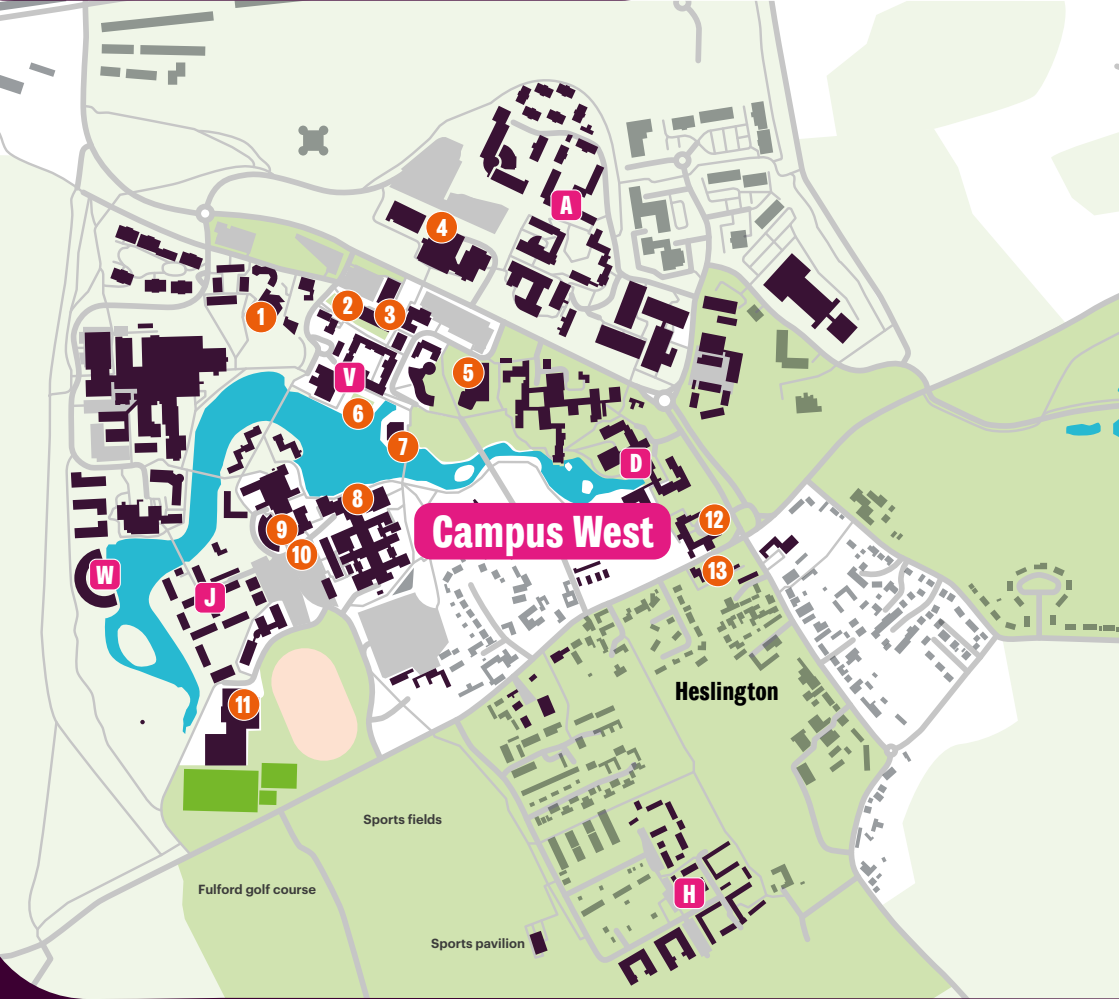 A
4
2
3
1
5
V
6
7
D
8
12
9
Campus West
10
13
W
J
Heslington
11
Sports fields
Fulford golf course
H
Sports pavilion